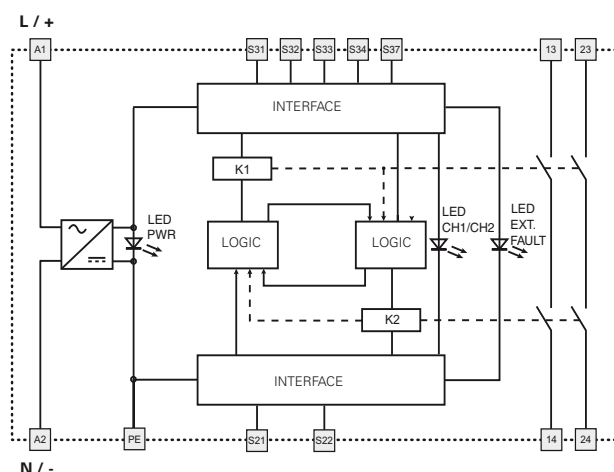 L / +
A1
S31
S32
S33
S34
S37
13
23
INTERFACE
K1
LED
PWR
LOGIC
LOGIC
LED
CH1/CH2
LED
EXT.
FAULT
K2
INTERFACE
A2
PE
S21
S22
14
24
N / -